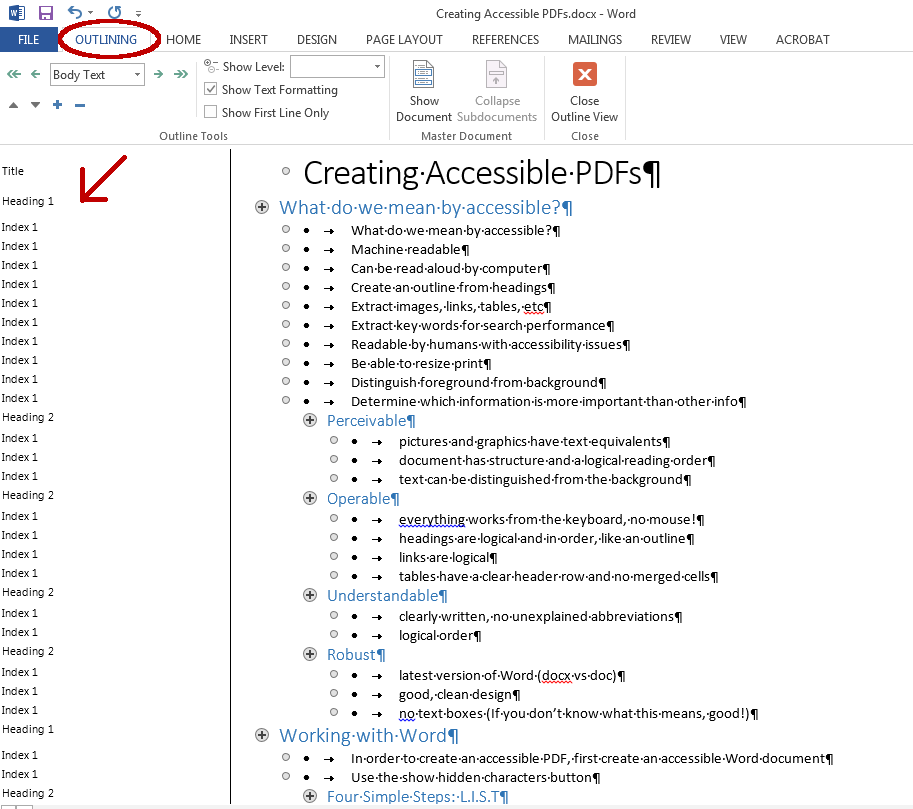 Creating Accessible PDFs.docx - Word
FILE OUTLINING HOME INSERT DESIGN PAGE LAYOUT REFERENCES MAILINGS REVIEW VIEW ACROBAT
Body Text
Show Level:
Show Text Formatting
Show First Line Only
Outline Tools
Show Document
Collapse Subdocuments
Master Document
Close Outline View
Close
Title Creating·Accessible·PDFs¶
Heading 1 What·do·we·mean·by·accessible?¶
Index 1 • → What·do·we·mean·by·accessible?¶
Index 1 • → Machine·readable¶
Index 1 • → Can·be·read·aloud·by·computer¶
Index 1 • → Create·an·outline·from·headings¶
Index 1 • → Extract·images,·links,·tables,·etc¶
Index 1 • → Extract·key·words·for·search·performance¶
Index 1 • → Readable·by·humans·with·accessibility·issues¶
Index 1 • → Be·able·to·resize·print¶
Index 1 • → Distinguish·foreground·from·background¶
Index 1 • → Determine·which·information·is·more·important·than·other·info¶
Heading 2 Perceivable¶
Index 1 • → pictures·and·graphics·have·text·equivalents¶
Index 1 • → document·has·structure·and·a·logical·reading·order¶
Index 1 • → text·can·be·distinguished·from·the·background¶
Heading 2 Operable¶
Index 1 • → everything·works·from·the·keyboard,·no·mouse!¶
Index 1 • → headings·are·logical·and·in·order,·like·an·outline¶
Index 1 • → links·are·logical¶
Index 1 • → tables·have·a·clear·header·row·and·no·merged·cells¶
Heading 2 Understandable¶
Index 1 • → clearly·written,·no·unexplained·abbreviations¶
Index 1 • → logical·order¶
Heading 2 Robust¶
Index 1 • → latest·version·of·Word·(docx·vs·doc)¶
Index 1 • → good,·clean·design¶
Index 1 • → no·text·boxes·(If·you·don’t·know·what·this·means,·good!)¶
Heading 1 Working·with·Word¶
Index 1 • → In·order·to·create·an·accessible·PDF,·first·create·an·accessible·Word·document¶
Index 1 • → Use·the·show·hidden·characters·button¶
Heading 2 Four·Simple·Steps:·L.I.S.T¶